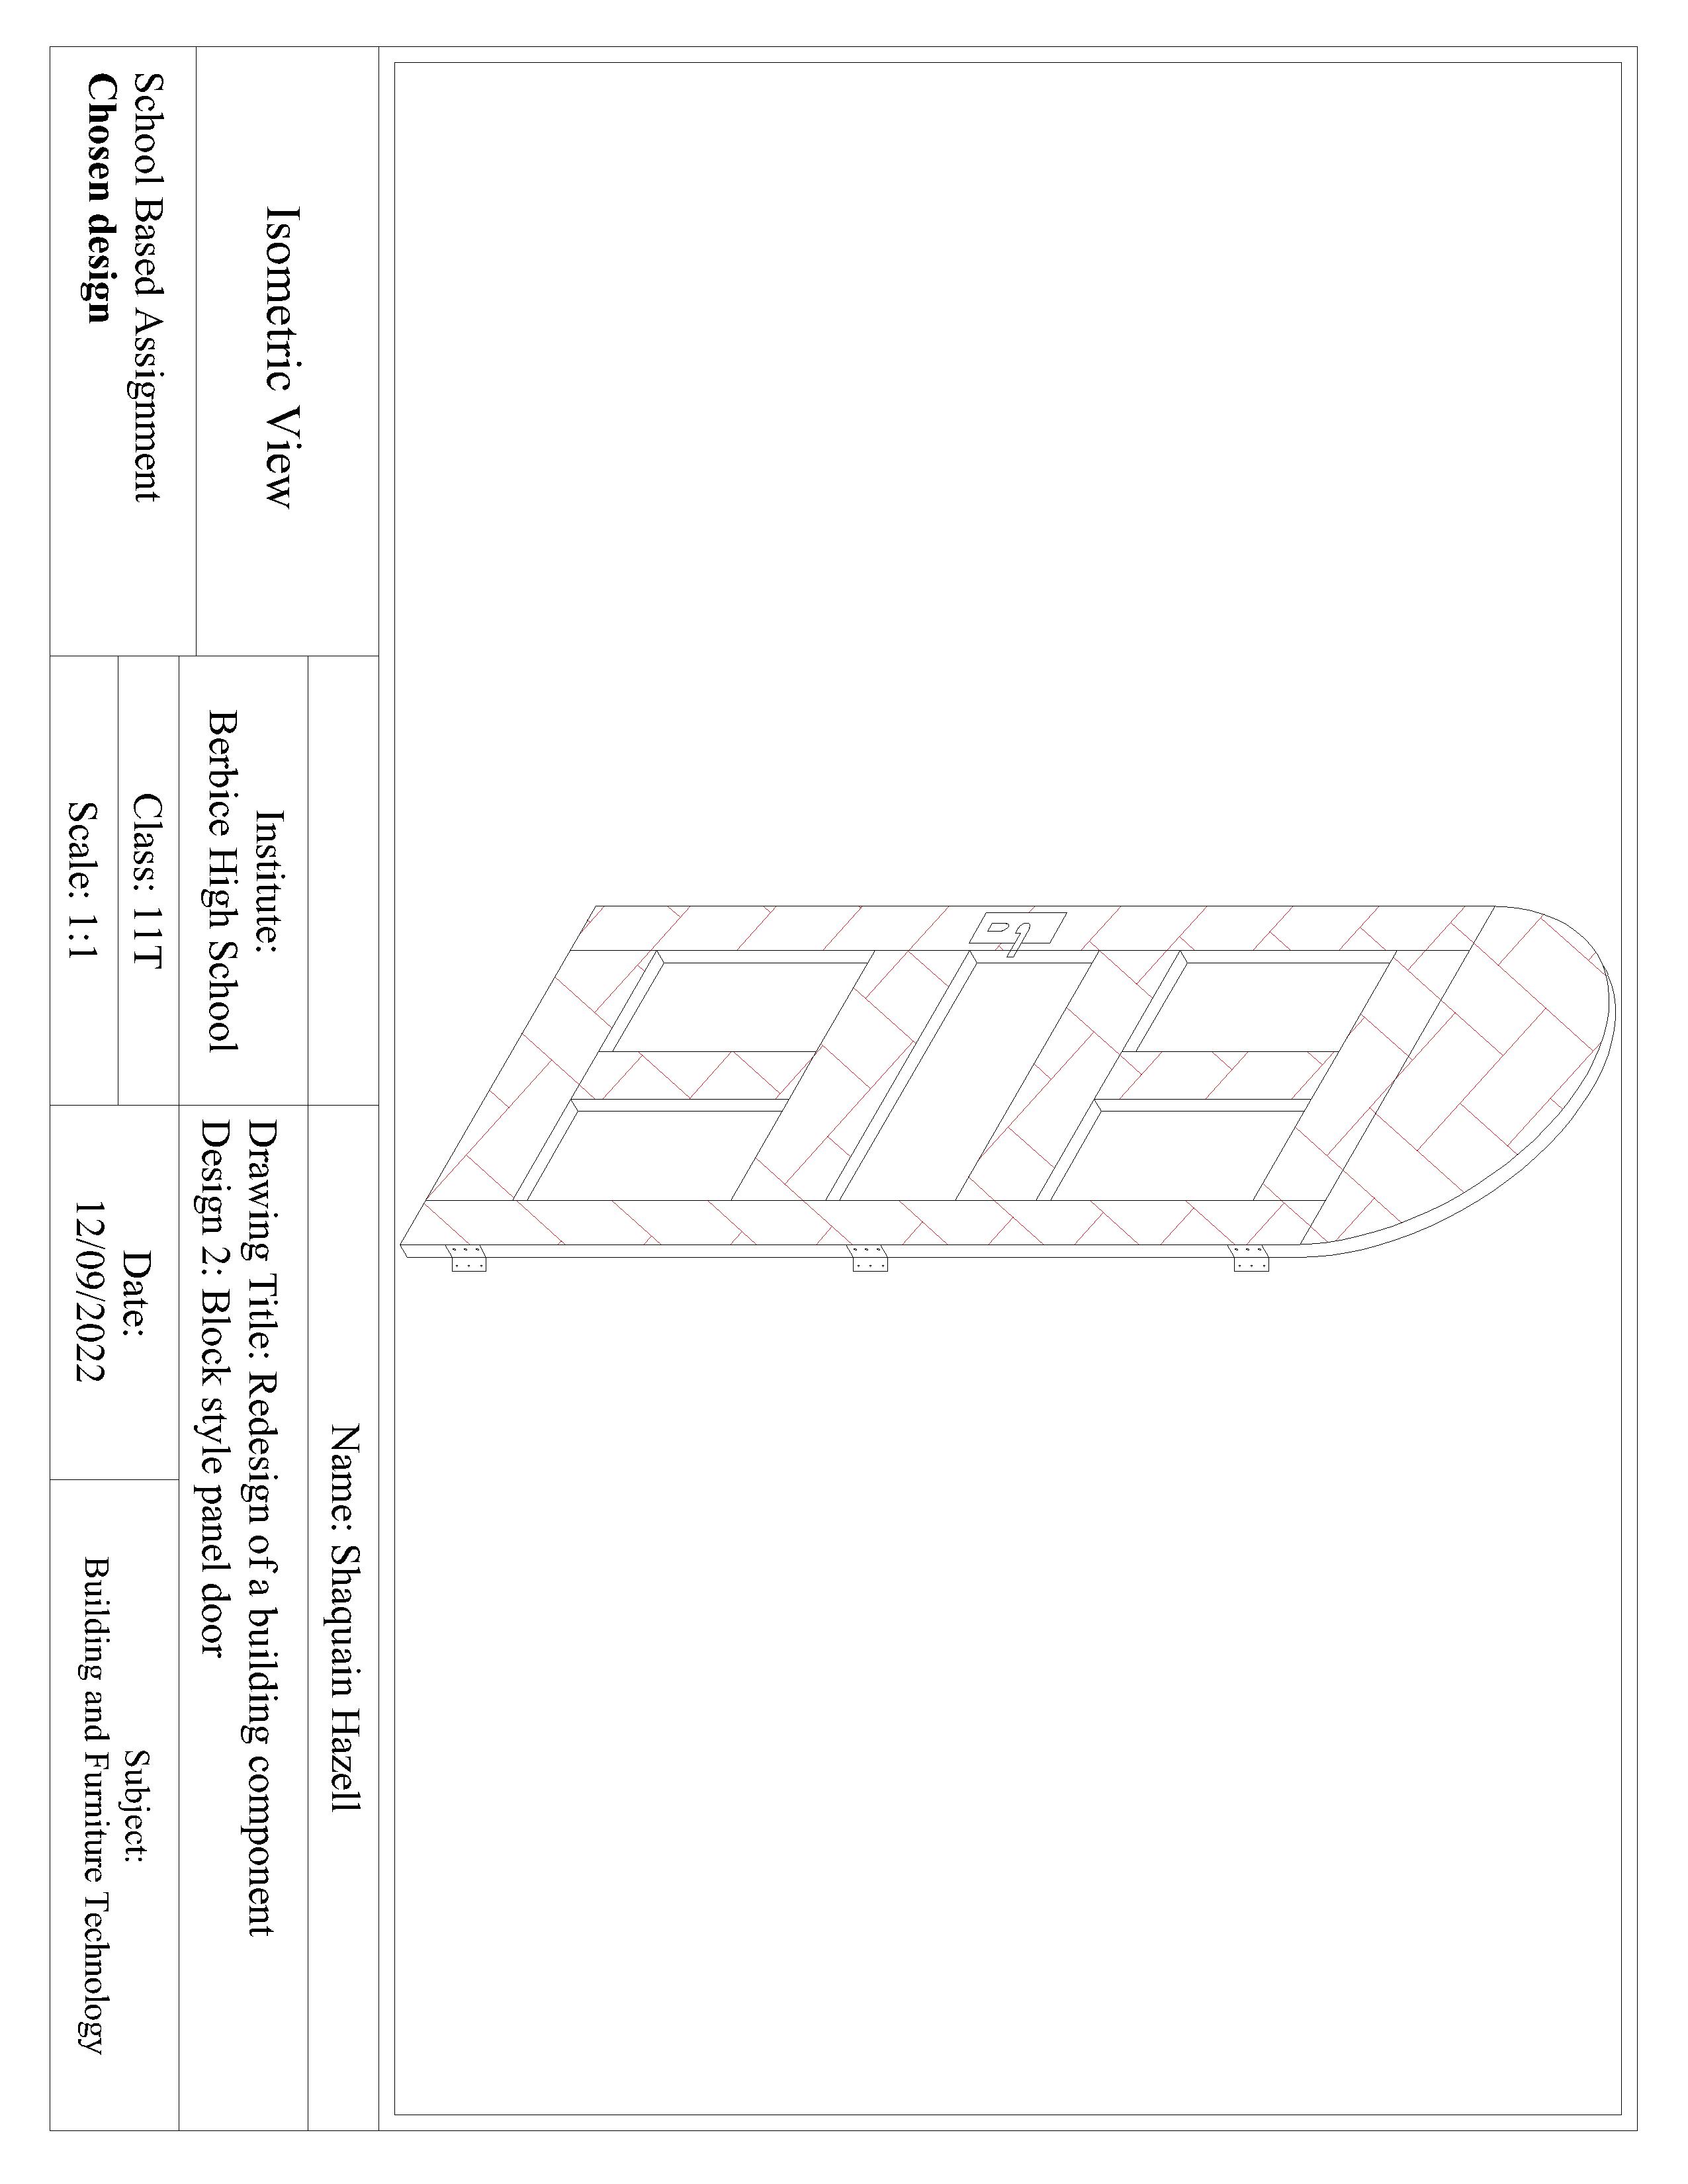 Isometric View
School Based Assignment
Chosen design
Institute:
Berbice High School
Class: 11T
Scale: 1:1
Name: Shaquain Hazell
Drawing Title: Redesign of a building component
Design 2: Block style panel door
Date:
12/09/2022
Subject:
Building and Furniture Technology